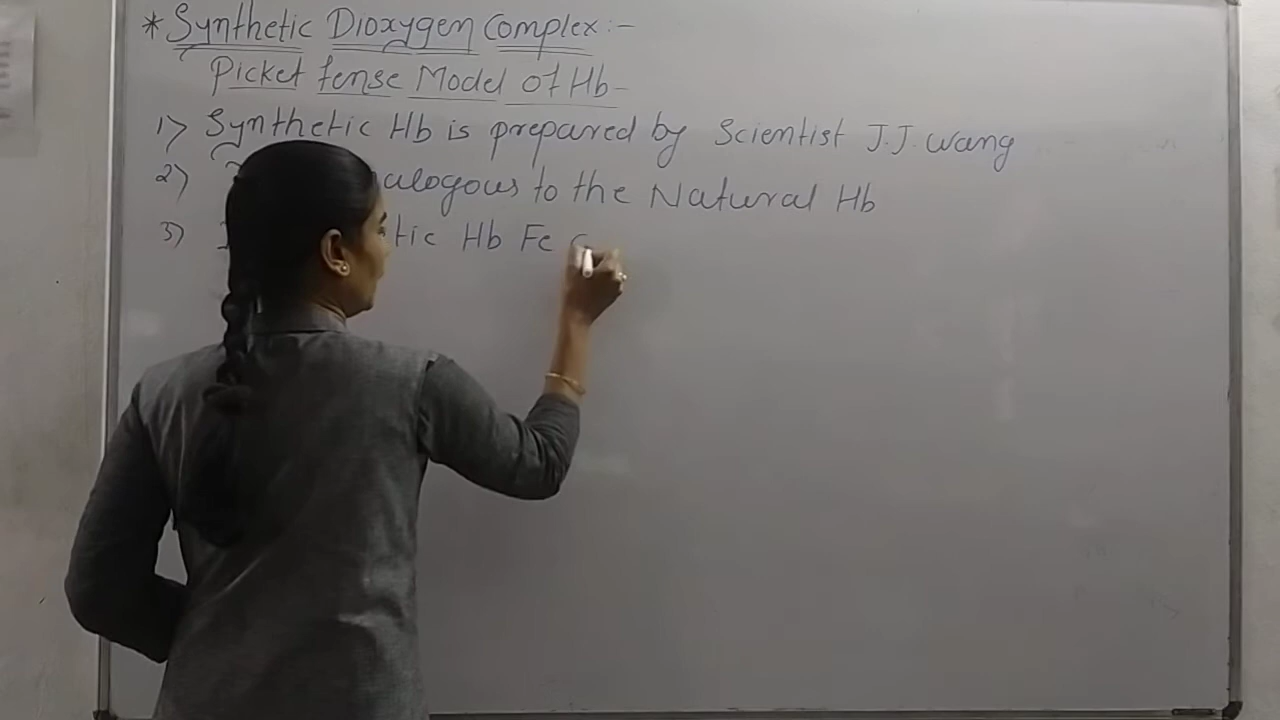 * Synthetic Dioxygen Complex:-
Picket fense Model of Hb-
1) Synthetic Hb is prepared by Scientist J.J. Wang
2) alogous to the Natural Hb
3) tic Hb Fe